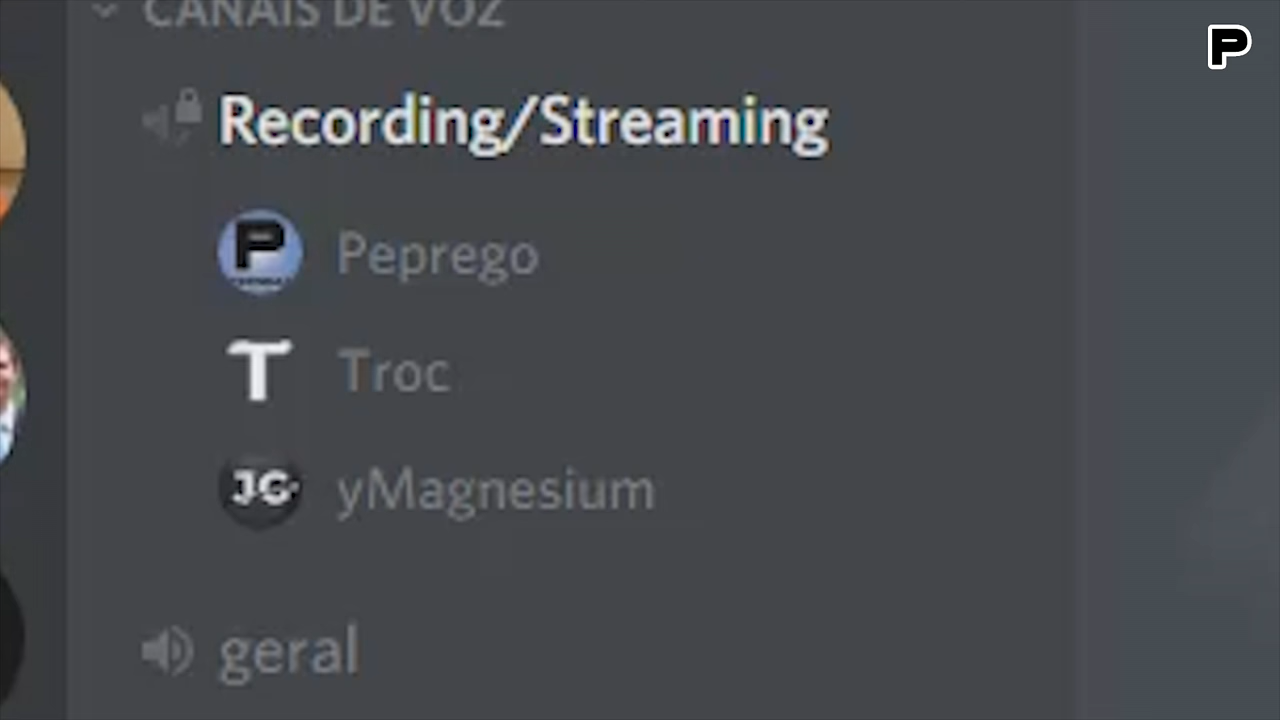 CANAIS DE VOZ
P
Recording/Streaming
P Peprego
T Troc
JG yMagnesium
geral